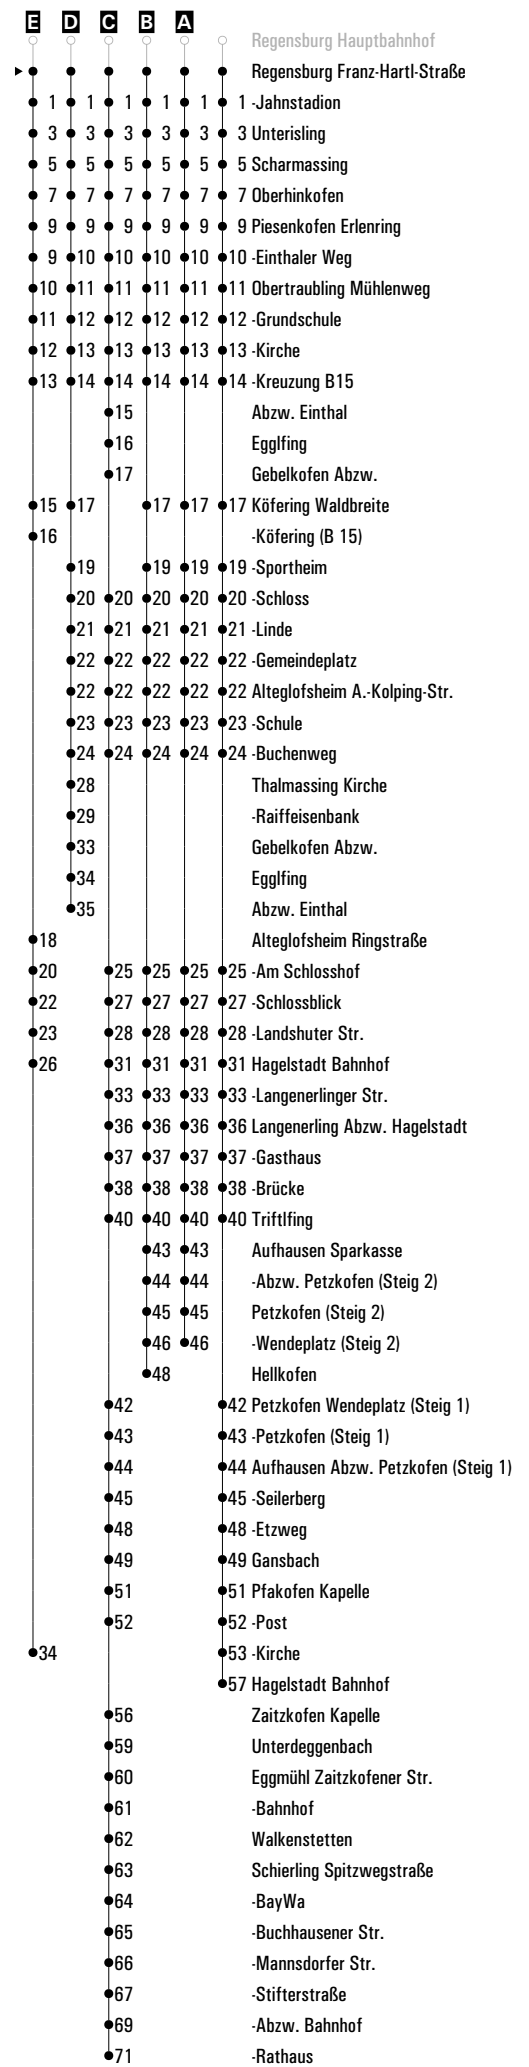 E D C B A
Regensburg Hauptbahnhof
Regensburg Franz-Hartl-Straße
1 1 1 1 1 1 -Jahnstadion
3 3 3 3 3 3 Unterisling
5 5 5 5 5 5 Scharmassing
7 7 7 7 7 7 Oberhinkofen
9 9 9 9 9 9 Piesenkofen Erlenring
9 10 10 10 10 10 -Einthaler Weg
10 11 11 11 11 11 Obertraubling Mühlenweg
11 12 12 12 12 12 -Grundschule
12 13 13 13 13 13 -Kirche
13 14 14 14 14 14 -Kreuzung B15
15 Abzw. Einthal
16 Egglfing
17 Gebelkofen Abzw.
15 17 17 17 17 Köfering Waldbreite
16 -Köfering (B 15)
19 19 19 19 -Sportheim
20 20 20 20 20 -Schloss
21 21 21 21 21 -Linde
22 22 22 22 22 -Gemeindeplatz
22 22 22 22 22 Alteglofsheim A.-Kolping-Str.
23 23 23 23 23 -Schule
24 24 24 24 24 -Buchenweg
28 Thalmassing Kirche
29 -Raiffeisenbank
33 Gebelkofen Abzw.
34 Egglfing
35 Abzw. Einthal
18 Alteglofsheim Ringstraße
20 25 25 25 25 -Am Schlosshof
22 27 27 27 27 -Schlossblick
23 28 28 28 28 -Landshuter Str.
26 31 31 31 31 Hagelstadt Bahnhof
33 33 33 33 -Langenerlinger Str.
36 36 36 36 Langenerling Abzw. Hagelstadt
37 37 37 37 -Gasthaus
38 38 38 38 -Brücke
40 40 40 40 Triftlfing
43 43 Aufhausen Sparkasse
44 44 -Abzw. Petzkofen (Steig 2)
45 45 Petzkofen (Steig 2)
46 46 -Wendeplatz (Steig 2)
48 Hellkofen
42 42 Petzkofen Wendeplatz (Steig 1)
43 43 -Petzkofen (Steig 1)
44 44 Aufhausen Abzw. Petzkofen (Steig 1)
45 45 -Seilerberg
48 48 -Etzweg
49 49 Gansbach
51 51 Pfakofen Kapelle
52 52 -Post
34 53 -Kirche
57 Hagelstadt Bahnhof
56 Zaitzkofen Kapelle
59 Unterdeggenbach
60 Eggmühl Zaitzkofener Str.
61 -Bahnhof
62 Walkenstetten
63 Schierling Spitzwegstraße
64 -BayWa
65 -Buchhausener Str.
66 -Mannsdorfer Str.
67 -Stifterstraße
69 -Abzw. Bahnhof
71 -Rathaus